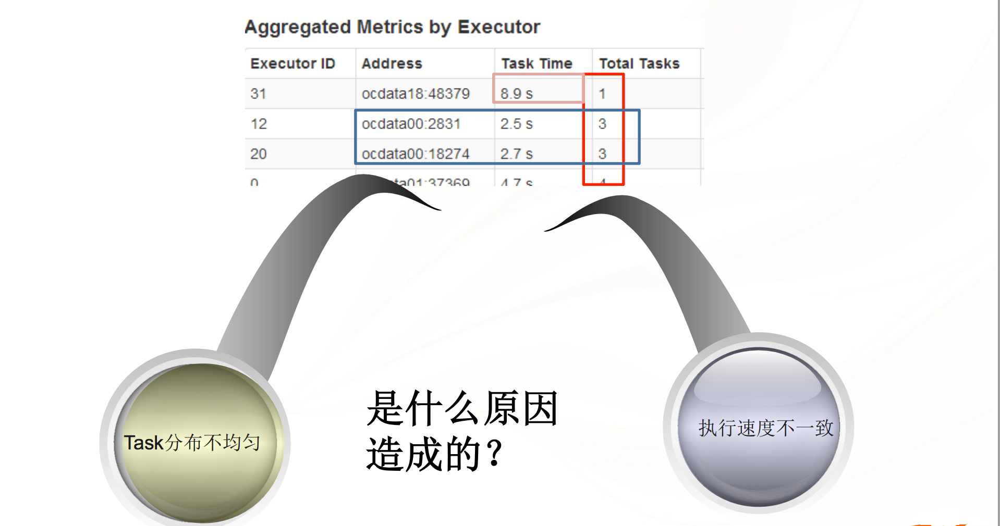 Aggregated Metrics by Executor
Executor ID Address Task Time Total Tasks
31 ocdata18:48379 8.9 s 1
12 ocdata00:2831 2.5 s 3
20 ocdata00:18274 2.7 s 3
0 ta01:37369 4.7 s 4
是什么原因
造成的?
Task分布不均匀
执行速度不一致